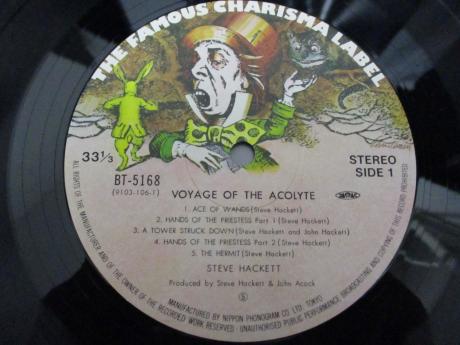 THE FAMOUS CHARISMA LABEL
33 1/3
STEREO
SIDE 1
BT-5168
(9103-106-1)
VOYAGE OF THE ACOLYTE
1. ACE OF WANDS (Steve Hackett)
2. HANDS OF THE PRIESTESS Part 1 (Steve Hackett)
3. A TOWER STRUCK DOWN (Steve Hackett and John Hackett)
4. HANDS OF THE PRIESTESS Part 2 (Steve Hackett)
5. THE HERMIT (Steve Hackett)
STEVE HACKETT
Produced by Steve Hackett & John Acock
Ⓢ
MANUFACTURED BY NIPPON PHONOGRAM CO LTD. TOKYO.
ALL RIGHTS OF THE MANUFACTURER AND OF THE OWNER OF THE RECORDED WORK RESERVED · UNAUTHORISED PUBLIC PERFORMANCE BROADCASTING AND COPYING OF THIS RECORD PROHIBITED